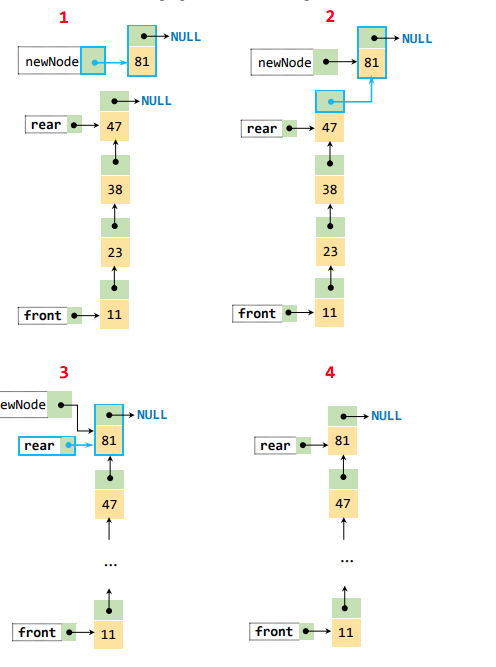 1
NULL
newNode
81
NULL
rear
47
38
23
front
11
2
NULL
newNode
81
rear
47
38
23
front
11
3
ewNode
NULL
rear
81
47
...
front
11
4
NULL
rear
81
47
...
front
11